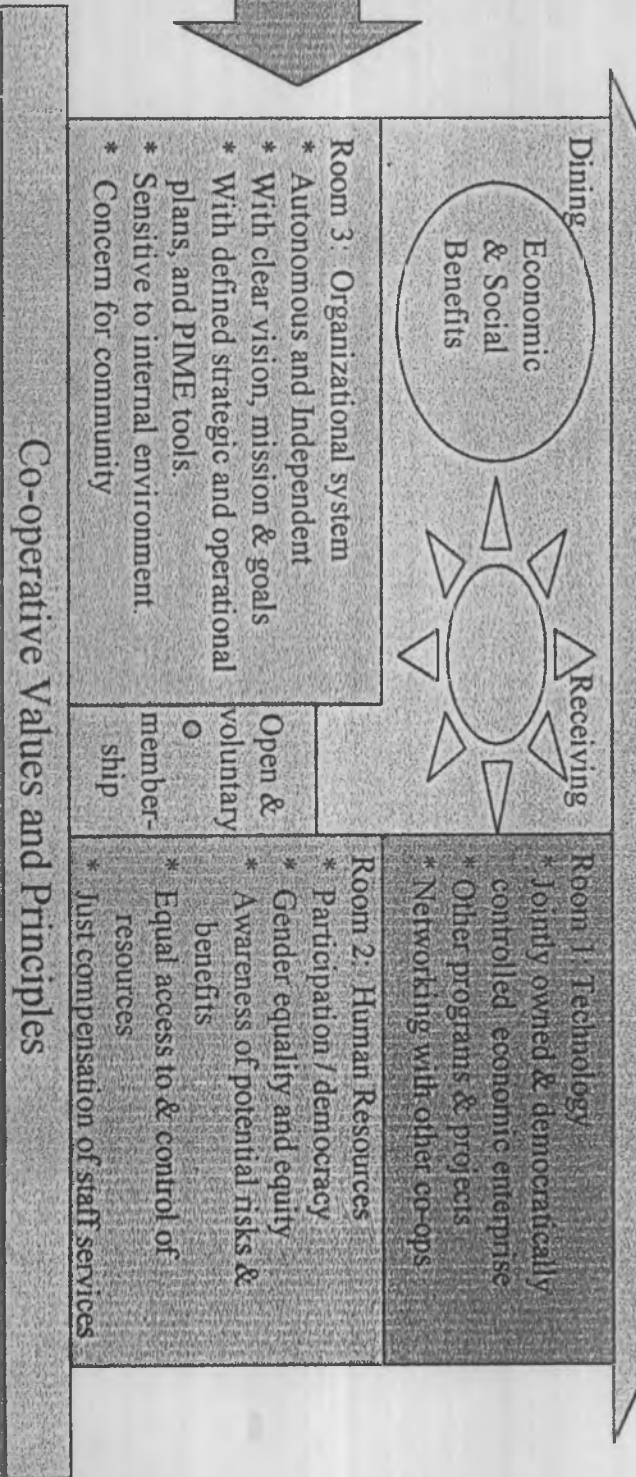 Dining
Receiving
Economic
& Social
Benefits
Room 1: Technology
* Jointly owned & democratically
controlled economic enterprise
* Other programs & projects
* Networking with other co-ops
Room 3: Organizational system
* Autonomous and Independent
* With clear vision, mission & goals
* With defined strategic and operational
plans, and PIME tools.
* Sensitive to internal environment.
* Concern for community
Open &
voluntary
member-
ship
Room 2: Human Resources
* Participation / democracy
* Gender equality and equity
* Awareness of potential risks &
benefits
* Equal access to & control of
resources
* Just compensation of staff services
Co-operative Values and Principles